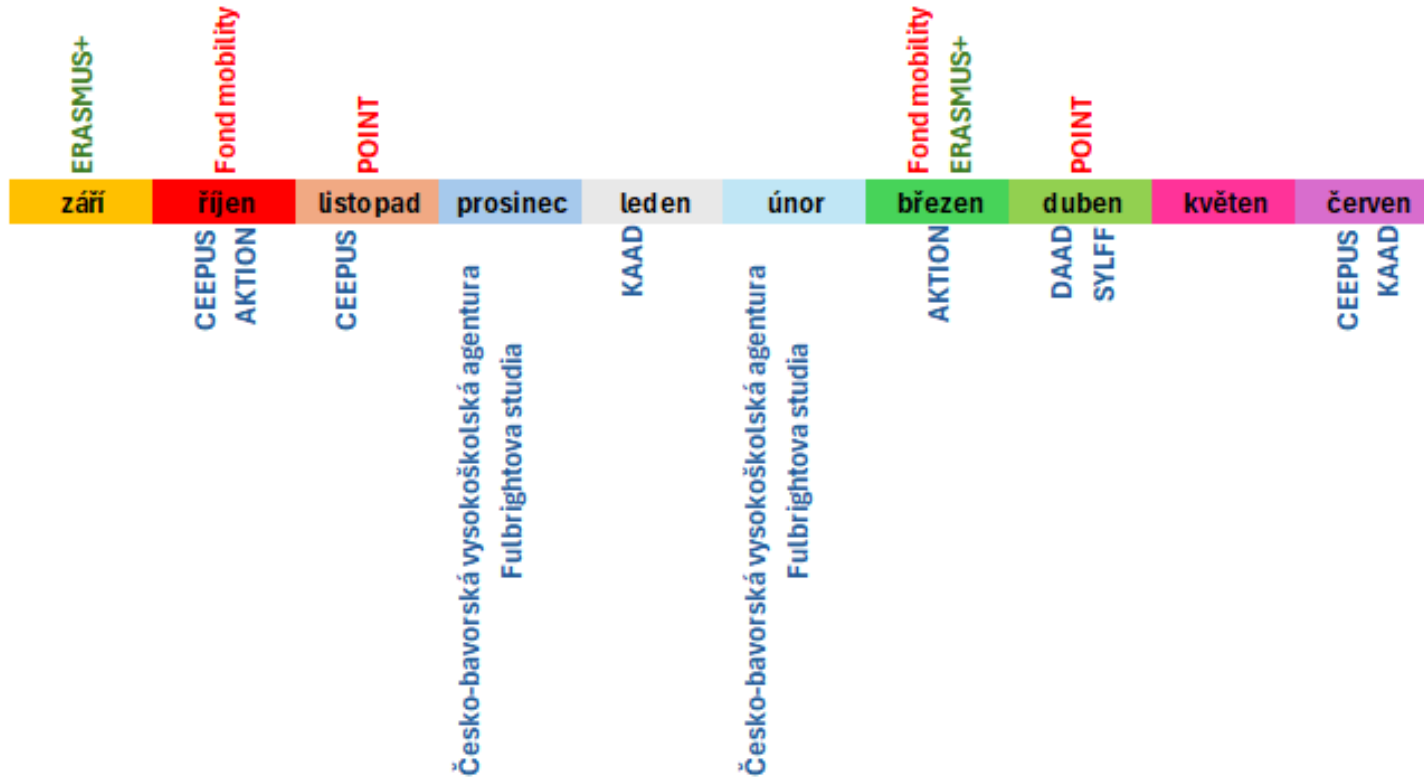 ERASMUS+
Fond mobility
POINT
Fond mobility
ERASMUS+
POINT
září
říjen
listopad
prosinec
leden
únor
březen
duben
květen
červen
CEEPUS
AKTION
CEEPUS
Česko-bavorská vysokoškolská agentura
Fulbrightova studia
KAAD
Česko-bavorská vysokoškolská agentura
Fulbrightova studia
AKTION
DAAD
SYLFF
CEEPUS
KAAD